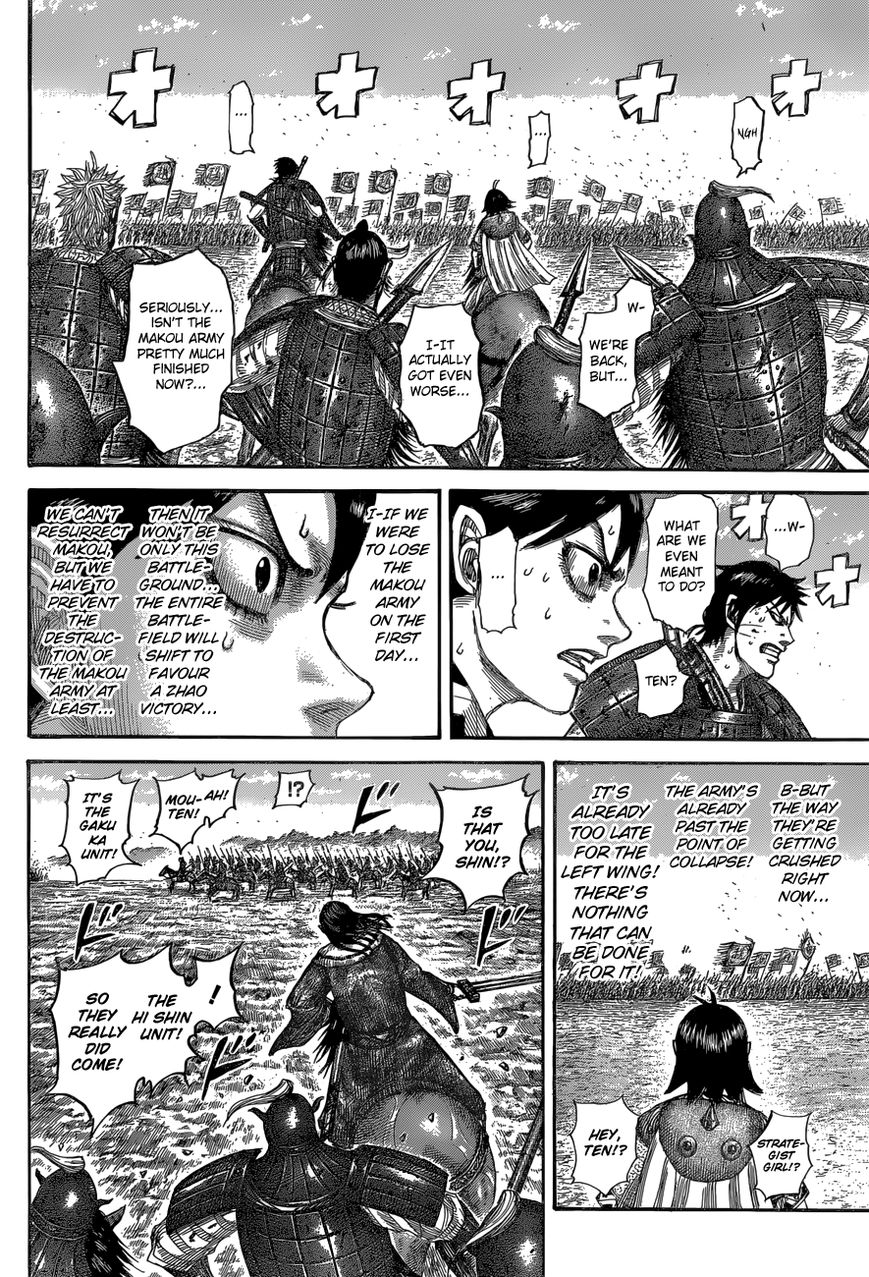 オ
オ
オ
オ
オ
NGH
...
...
W-
WE'RE
BACK,
BUT...
I-IT
ACTUALLY
GOT EVEN
WORSE...
SERIOUSLY...
ISN'T THE
MAKOU ARMY
PRETTY MUCH
FINISHED
NOW?...
オ
オ
...W-
WHAT
ARE WE
EVEN
MEANT
TO DO?
TEN?
...
I-IF WE
WERE
TO LOSE
THE
MAKOU
ARMY
ON THE
FIRST
DAY...
THEN IT
WON'T BE
ONLY THIS
BATTLE-
GROUND...
THE ENTIRE
BATTLE-
FIELD WILL
SHIFT TO
FAVOUR
A ZHAO
VICTORY...
WE CAN'T
RESURRECT
MAKOU,
BUT WE
HAVE TO
PREVENT
THE
DESTRUC-
TION OF
THE MAKOU
ARMY AT
LEAST...
B-BUT
THE WAY
THEY'RE
GETTING
CRUSHED
RIGHT
NOW...
THE ARMY'S
ALREADY
PAST THE
POINT OF
COLLAPSE!
IT'S
ALREADY
TOO LATE
FOR THE
LEFT WING!
THERE'S
NOTHING
THAT CAN
BE DONE
FOR IT!
STRATE-
GIST
GIRL!?
HEY,
TEN!?
IS
THAT
YOU,
SHIN!?
ド
ド
ド
!?
AH!
MOU-
TEN!
IT'S
THE
GAKU
KA
UNIT!
!
THE
HI SHIN
UNIT!
SO
THEY
REALLY
DID
COME!